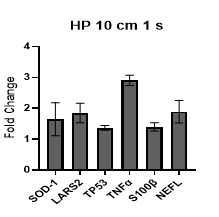 HP 10 cm 1 s
Fold Change
4
3
2
1
0
SOD-1
LARS2
TP53
TNFα
S100β
NEFL